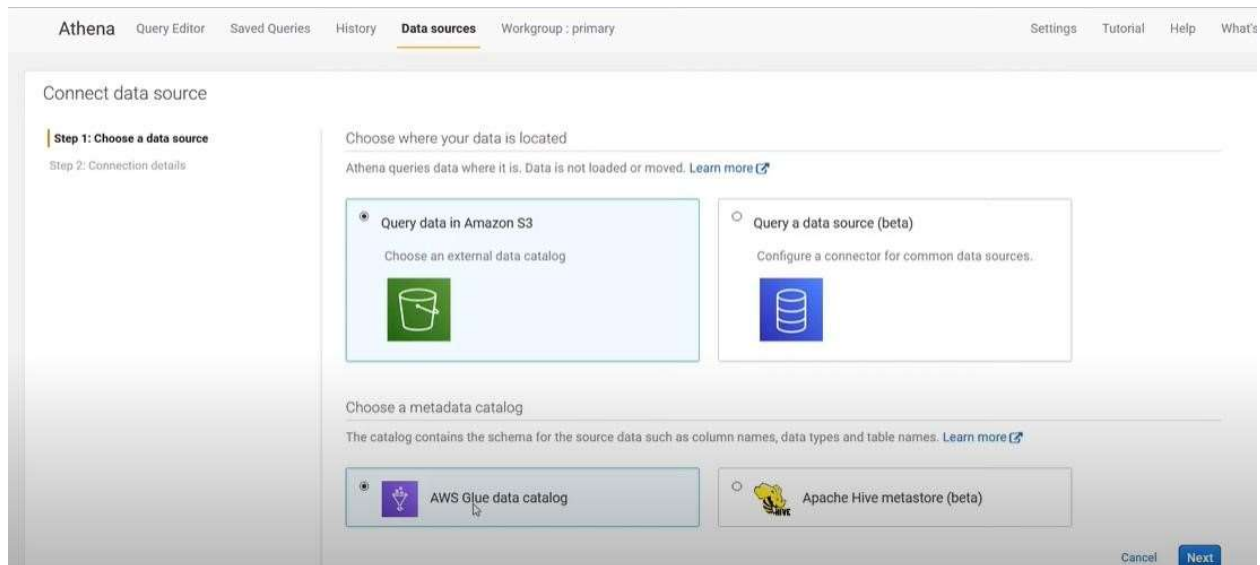 Athena Query Editor Saved Queries History Data sources Workgroup : primary Settings Tutorial Help What's
Connect data source
Step 1: Choose a data source
Step 2: Connection details
Choose where your data is located
Athena queries data where it is. Data is not loaded or moved. Learn more
Query data in Amazon S3
Choose an external data catalog
Query a data source (beta)
Configure a connector for common data sources.
Choose a metadata catalog
The catalog contains the schema for the source data such as column names, data types and table names. Learn more
AWS Glue data catalog
HIVE
Apache Hive metastore (beta)
Cancel Next